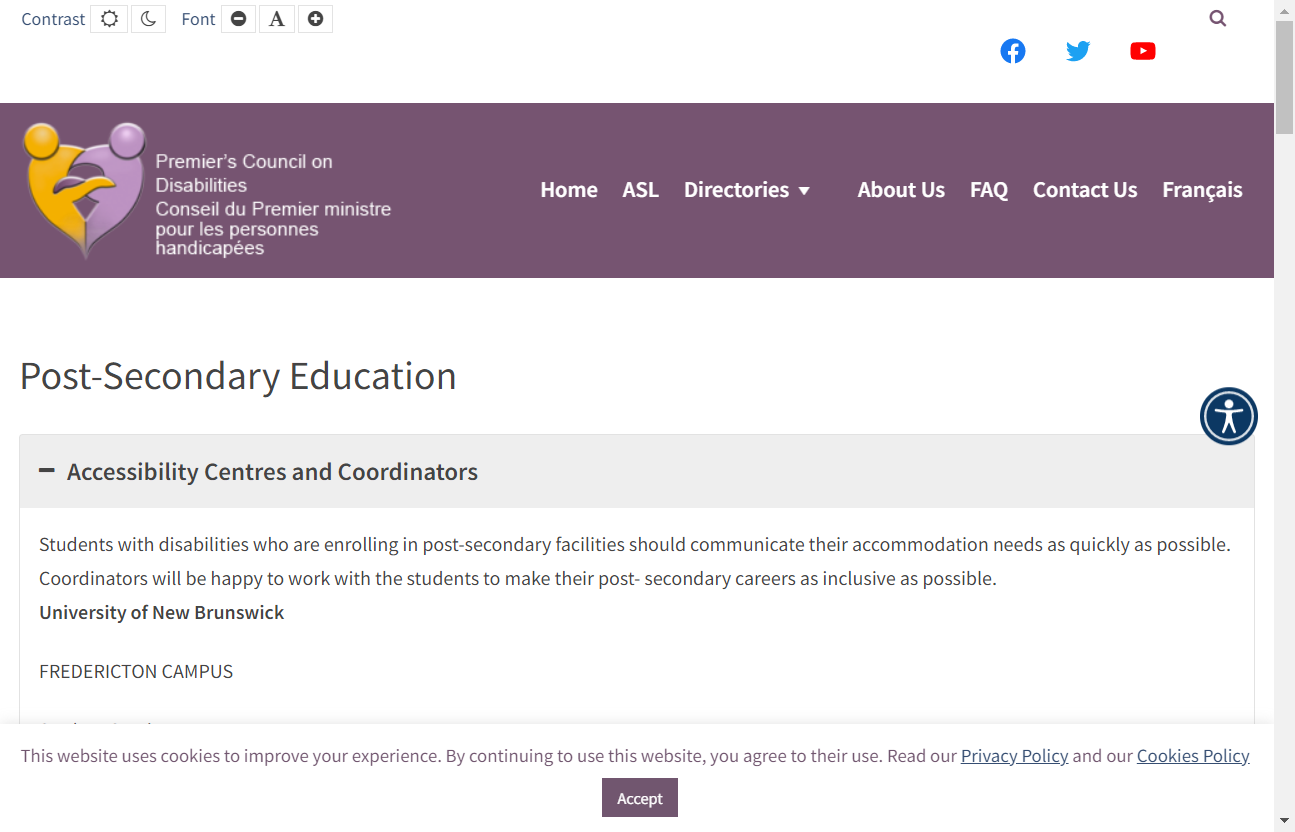 Contrast Font A
Premier's Council on
Disabilities
Conseil du Premier ministre
pour les personnes
handicapées
Home ASL Directories About Us FAQ Contact Us Français
Post-Secondary Education
Accessibility Centres and Coordinators
Students with disabilities who are enrolling in post-secondary facilities should communicate their accommodation needs as quickly as possible.
Coordinators will be happy to work with the students to make their post- secondary careers as inclusive as possible.
University of New Brunswick
FREDERICTON CAMPUS
This website uses cookies to improve your experience. By continuing to use this website, you agree to their use. Read our Privacy Policy and our Cookies Policy
Accept